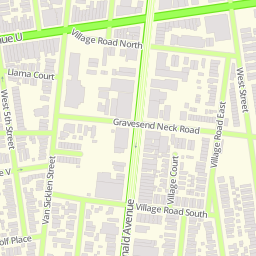 nue U
Village Road North
Llama Court
West Street
West 5th Street
Gravesend Neck Road
Village Road East
Van Sicklen Street
Village Court
e V
Village Road South
olf Place
nald Avenue